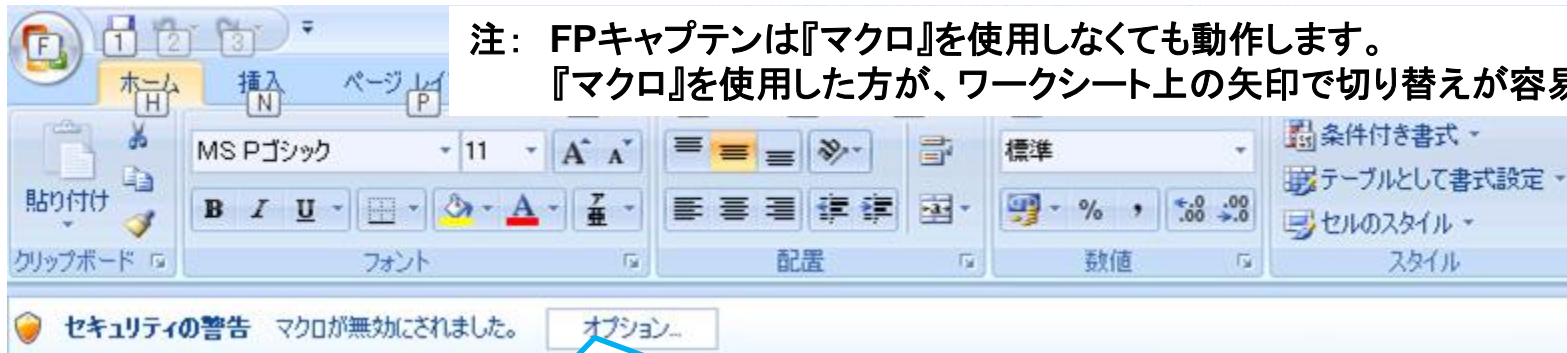 F
1
2
3
注： FPキャプテンは『マクロ』を使用しなくても動作します。
『マクロ』を使用した方が、ワークシート上の矢印で切り替えが容易
ホーム
H
挿入
N
ページ レイ
P
貼り付け
MS Pゴシック
11
A A
標準
条件付き書式
テーブルとして書式設定
セルのスタイル
B I U
A
ア亜
a
% ,
.0 .00
.00 .0
クリップボード
フォント
配置
数値
スタイル
セキュリティの警告 マクロが無効にされました。 オプション...